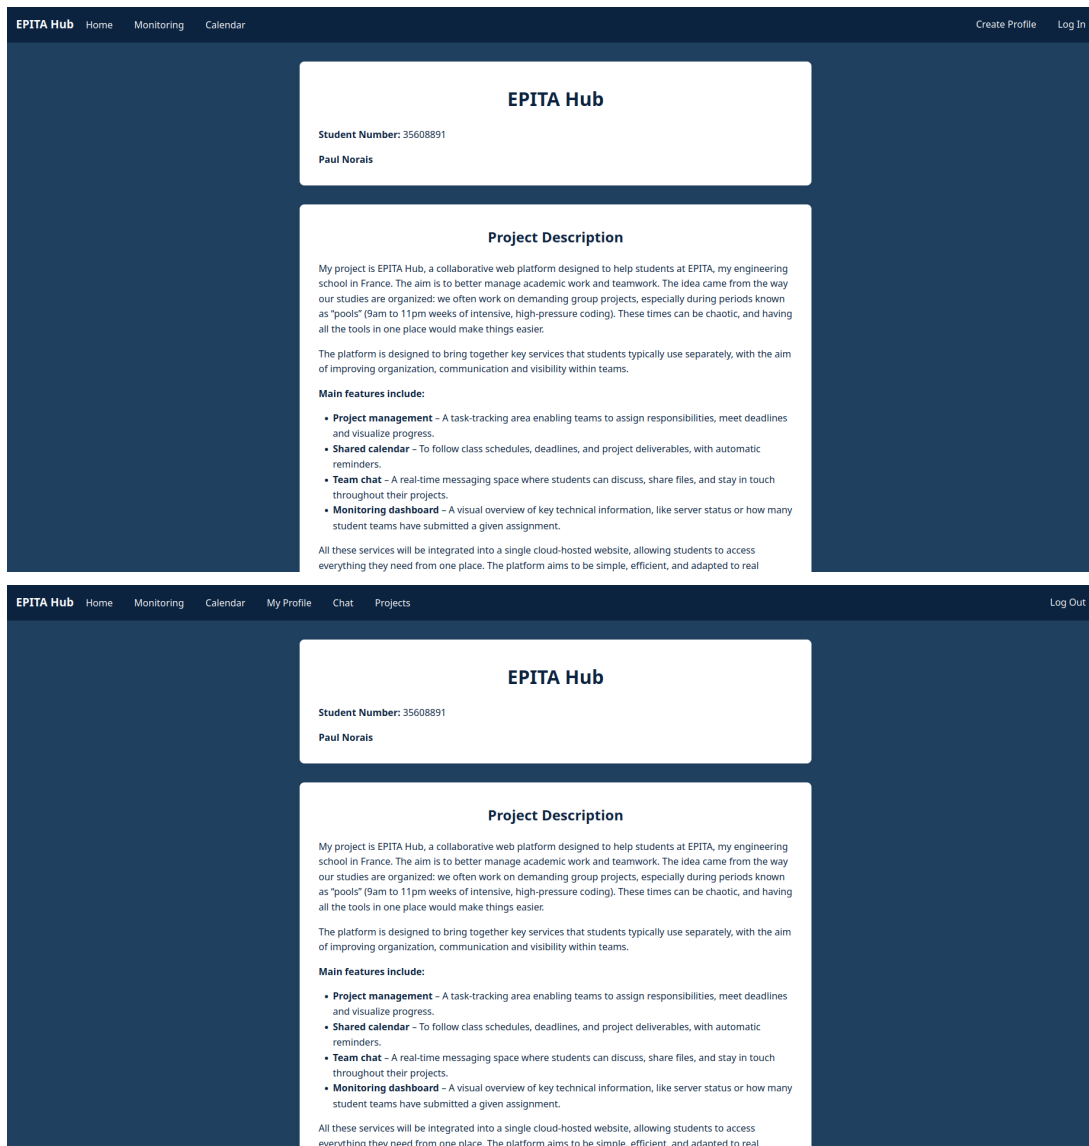 EPITA Hub Home Monitoring Calendar Create Profile Log In
EPITA Hub
Student Number: 35608891
Paul Norais
Project Description
My project is EPITA Hub, a collaborative web platform designed to help students at EPITA, my engineering
school in France. The aim is to better manage academic work and teamwork. The idea came from the way
our studies are organized: we often work on demanding group projects, especially during periods known
as “pools” (9am to 11pm weeks of intensive, high-pressure coding). These times can be chaotic, and having
all the tools in one place would make things easier.
The platform is designed to bring together key services that students typically use separately, with the aim
of improving organization, communication and visibility within teams.
Main features include:
• Project management – A task-tracking area enabling teams to assign responsibilities, meet deadlines
and visualize progress.
• Shared calendar – To follow class schedules, deadlines, and project deliverables, with automatic
reminders.
• Team chat – A real-time messaging space where students can discuss, share files, and stay in touch
throughout their projects.
• Monitoring dashboard – A visual overview of key technical information, like server status or how many
student teams have submitted a given assignment.
All these services will be integrated into a single cloud-hosted website, allowing students to access
everything they need from one place. The platform aims to be simple, efficient, and adapted to real
EPITA Hub Home Monitoring Calendar My Profile Chat Projects Log Out
EPITA Hub
Student Number: 35608891
Paul Norais
Project Description
My project is EPITA Hub, a collaborative web platform designed to help students at EPITA, my engineering
school in France. The aim is to better manage academic work and teamwork. The idea came from the way
our studies are organized: we often work on demanding group projects, especially during periods known
as “pools” (9am to 11pm weeks of intensive, high-pressure coding). These times can be chaotic, and having
all the tools in one place would make things easier.
The platform is designed to bring together key services that students typically use separately, with the aim
of improving organization, communication and visibility within teams.
Main features include:
• Project management – A task-tracking area enabling teams to assign responsibilities, meet deadlines
and visualize progress.
• Shared calendar – To follow class schedules, deadlines, and project deliverables, with automatic
reminders.
• Team chat – A real-time messaging space where students can discuss, share files, and stay in touch
throughout their projects.
• Monitoring dashboard – A visual overview of key technical information, like server status or how many
student teams have submitted a given assignment.
All these services will be integrated into a single cloud-hosted website, allowing students to access
everything they need from one place. The platform aims to be simple, efficient, and adapted to real